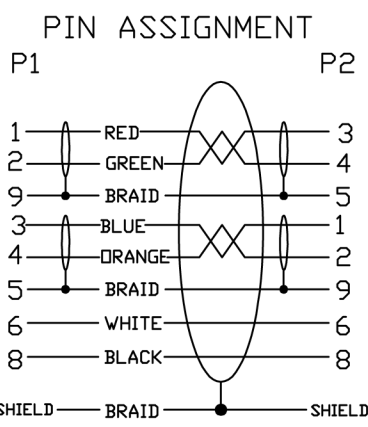 PIN ASSIGNMENT
P1 P2
1 RED 3
2 GREEN 4
9 BRAID 5
3 BLUE 1
4 ORANGE 2
5 BRAID 9
6 WHITE 6
8 BLACK 8
SHIELD BRAID SHIELD